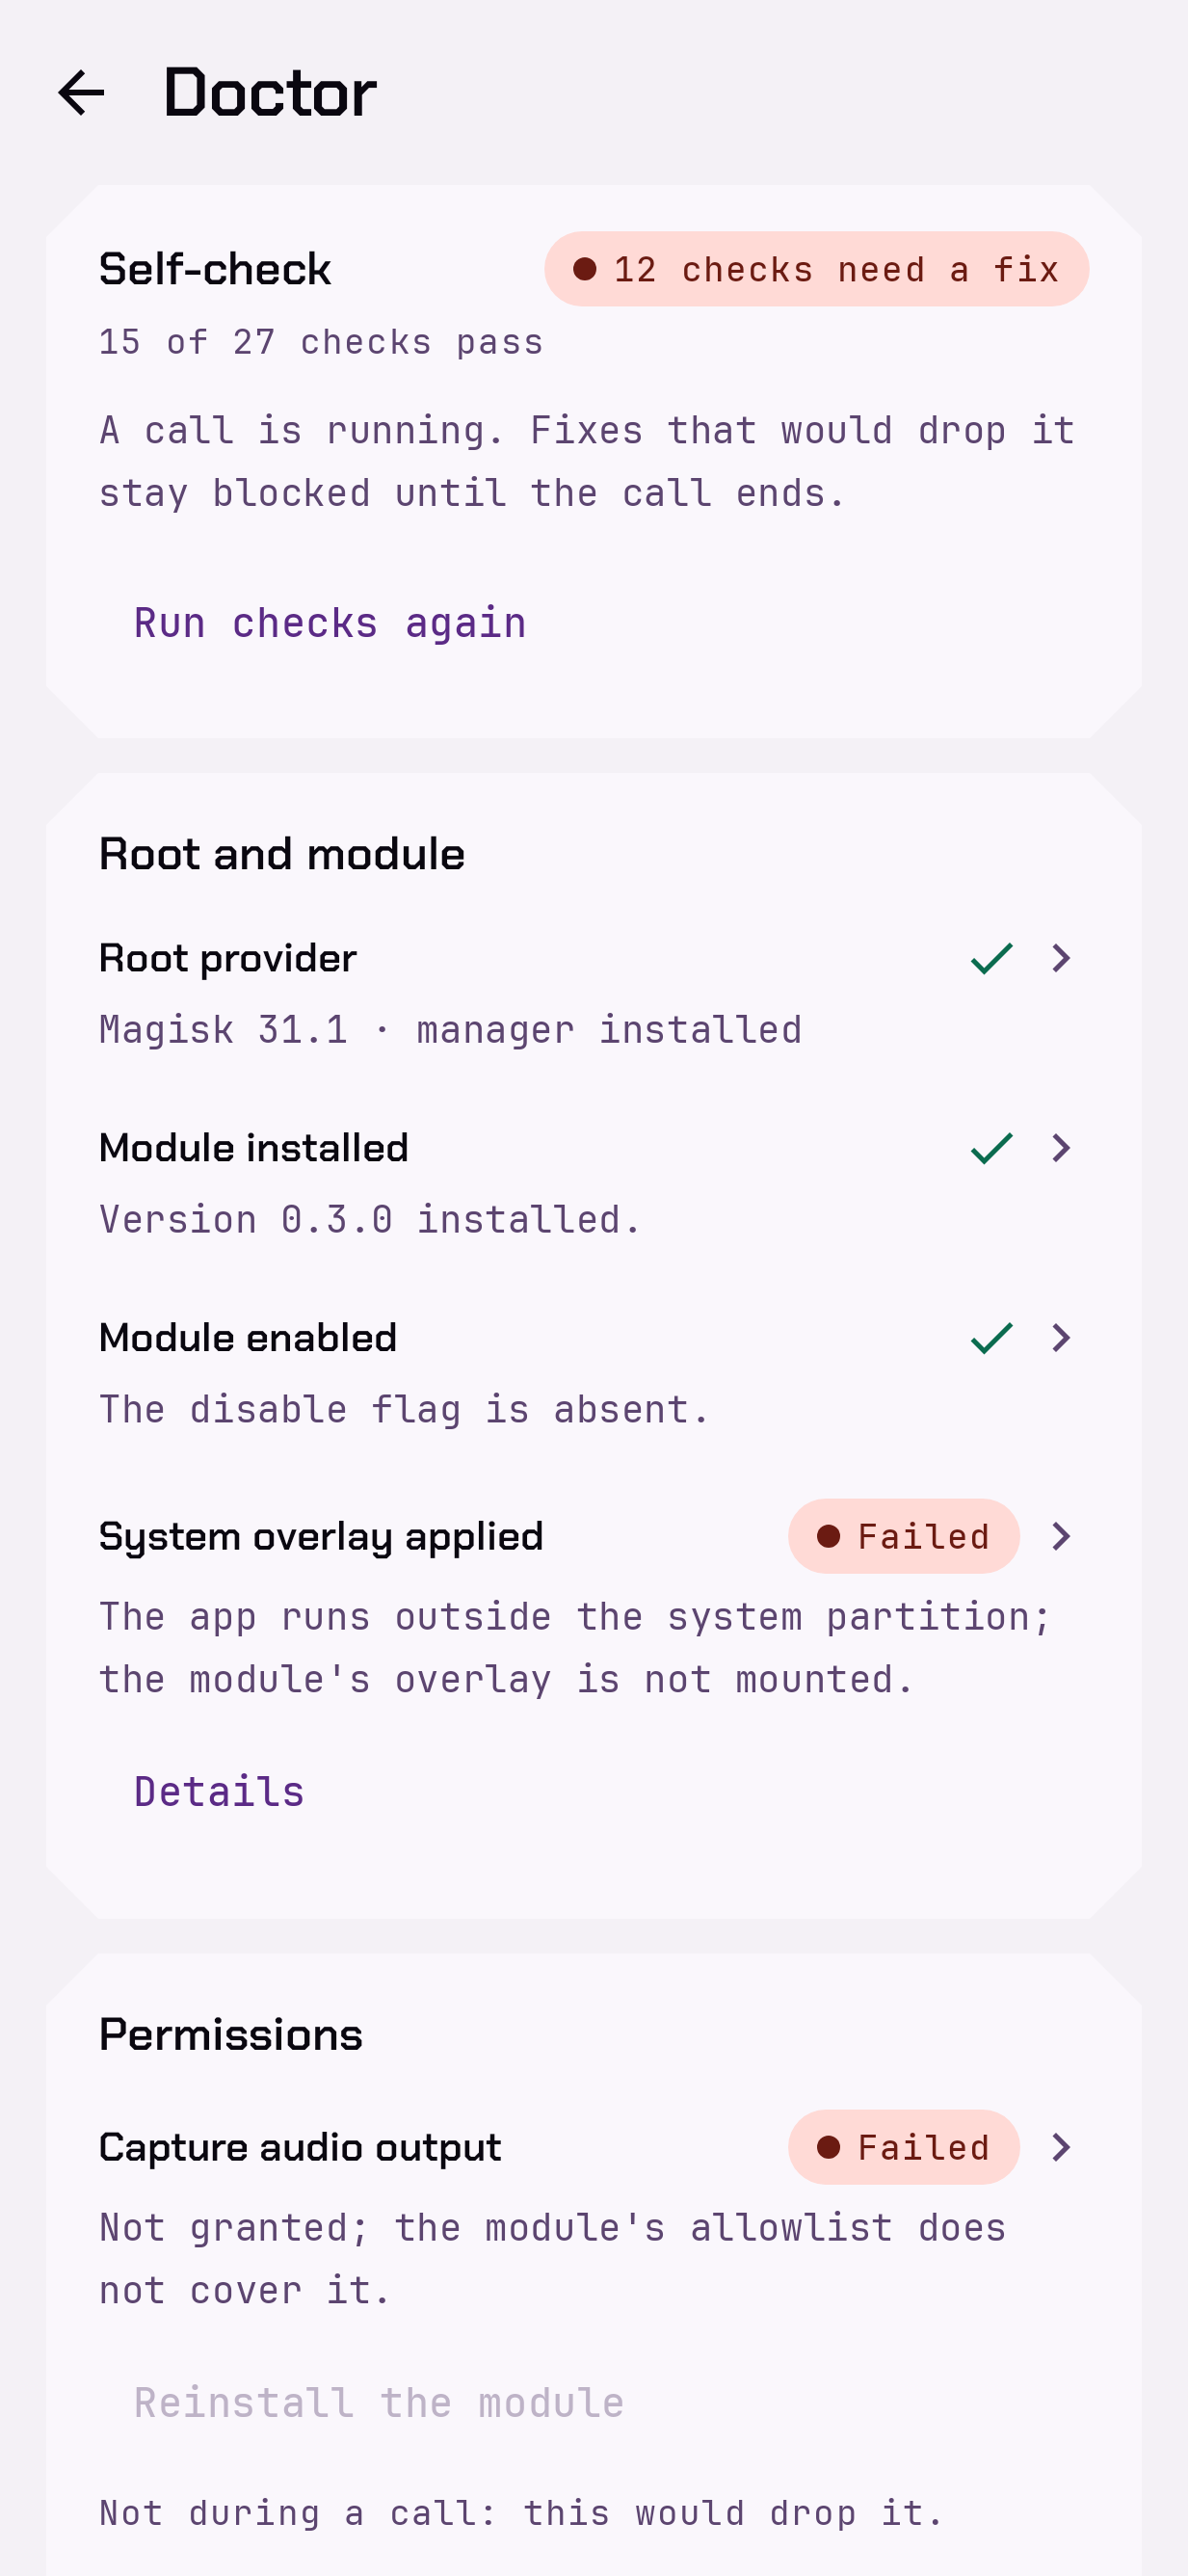 Doctor
Self-check
12 checks need a fix
15 of 27 checks pass
A call is running. Fixes that would drop it
stay blocked until the call ends.
Run checks again
Root and module
Root provider
Magisk 31.1 · manager installed
Module installed
Version 0.3.0 installed.
Module enabled
The disable flag is absent.
System overlay applied
Failed
The app runs outside the system partition;
the module's overlay is not mounted.
Details
Permissions
Capture audio output
Failed
Not granted; the module's allowlist does
not cover it.
Reinstall the module
Not during a call: this would drop it.